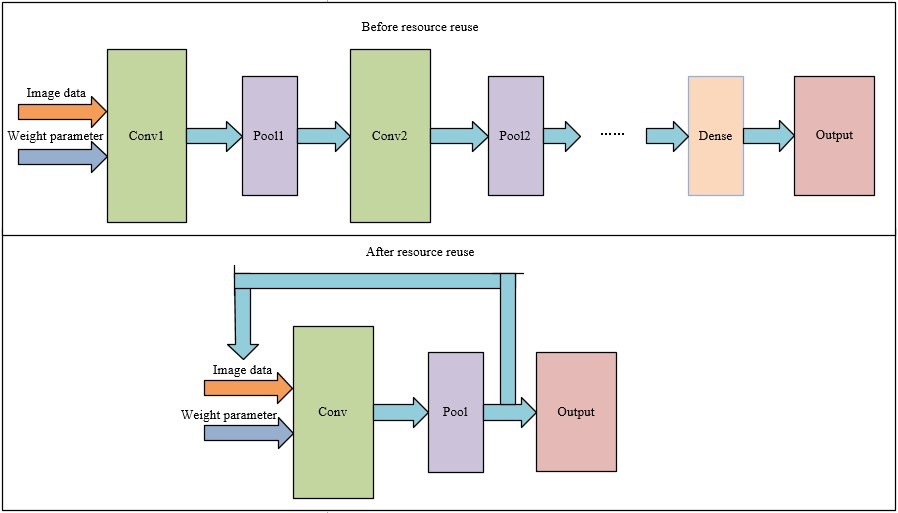 Before resource reuse
Image data
Weight parameter
Conv1
Pool1
Conv2
Pool2
······
Dense
Output
After resource reuse
Image data
Weight parameter
Conv
Pool
Output